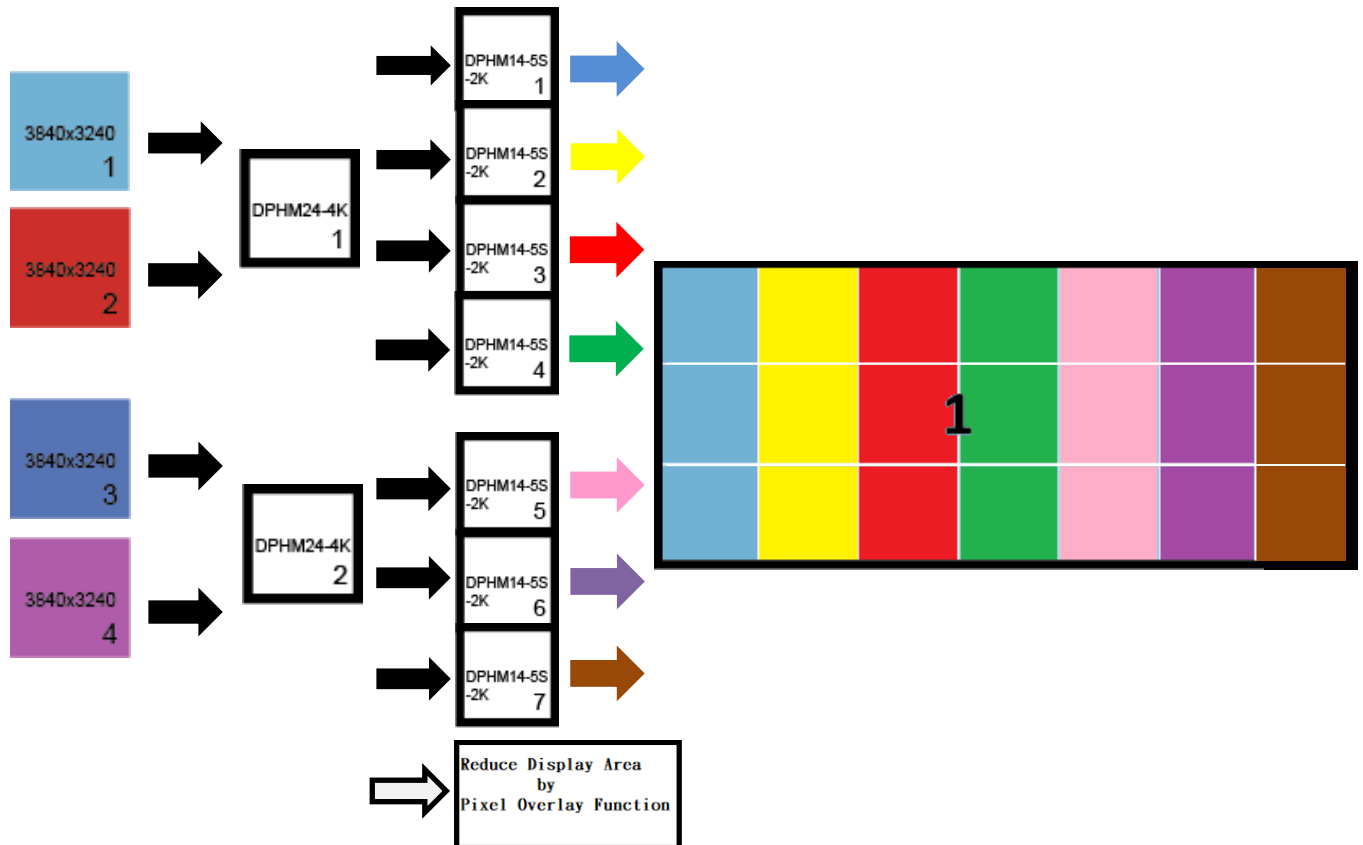 3840x3240
1
3840x3240
2
3840x3240
3
3840x3240
4
DPHM24-4K
1
DPHM24-4K
2
DPHM14-5S
-2K
1
DPHM14-5S
-2K
2
DPHM14-5S
-2K
3
DPHM14-5S
-2K
4
DPHM14-5S
-2K
5
DPHM14-5S
-2K
6
DPHM14-5S
-2K
7
Reduce Display Area
by
Pixel Overlay Function
1